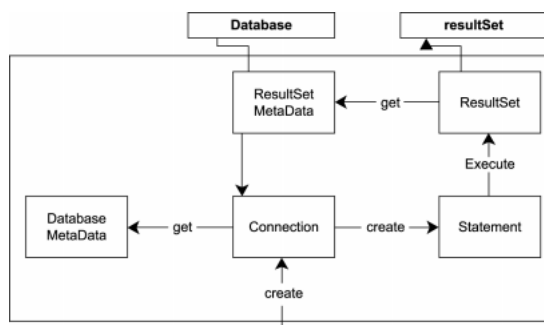 Database
resultSet
ResultSet
MetaData
get
ResultSet
Execute
Database
MetaData
get
Connection
create
Statement
create